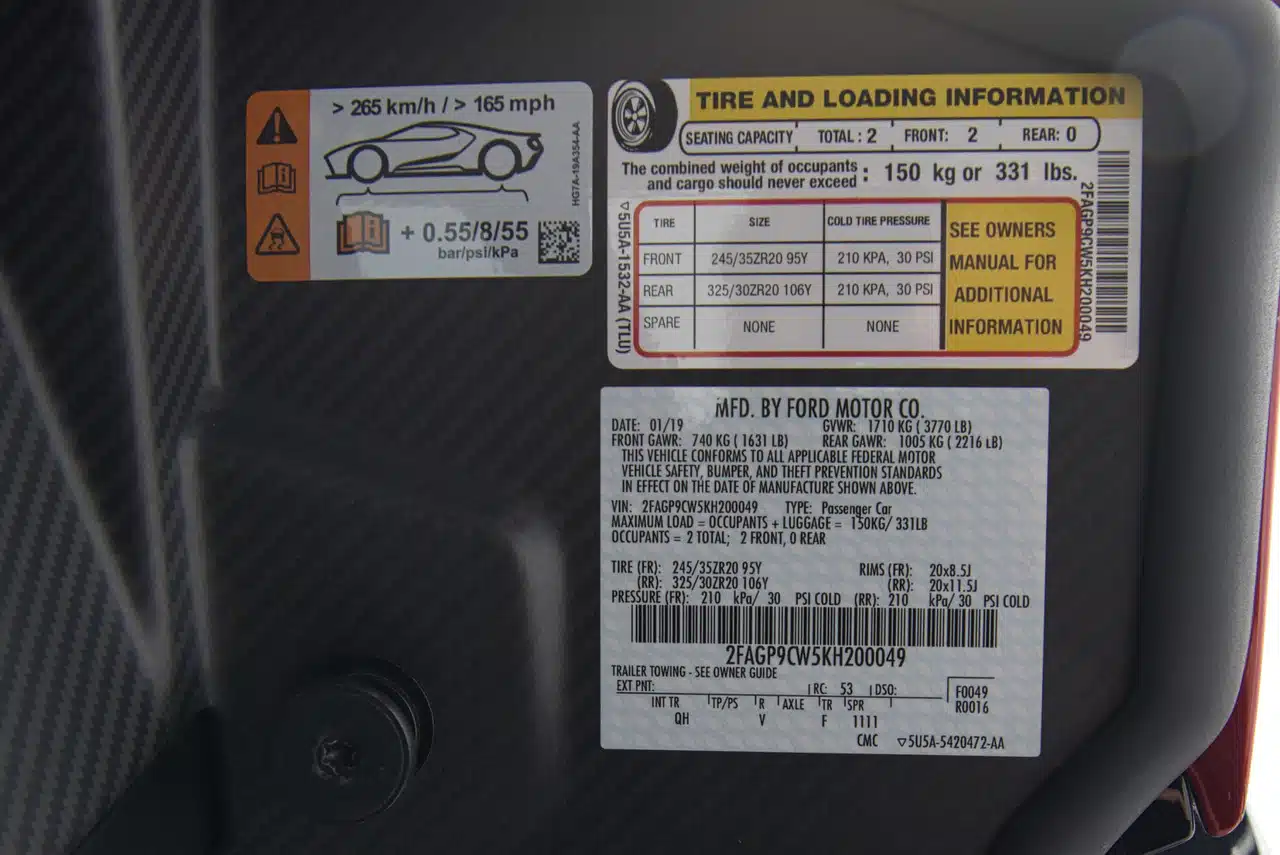 > 265 km/h / > 165 mph
HG7A-19A354-AA
+ 0.55/8/55
bar/psi/kPa
TIRE AND LOADING INFORMATION
SEATING CAPACITY TOTAL : 2 FRONT: 2 REAR: 0
The combined weight of occupants
and cargo should never exceed : 150 kg or 331 lbs.
TIRE SIZE COLD TIRE PRESSURE
FRONT 245/35ZR20 95Y 210 KPA, 30 PSI
REAR 325/30ZR20 106Y 210 KPA, 30 PSI
SPARE NONE NONE
SEE OWNERS
MANUAL FOR
ADDITIONAL
INFORMATION
▽5U5A-1532-AA (TLU)
2FAGP9CW5KH200049
MFD. BY FORD MOTOR CO.
DATE: 01/19 GVWR: 1710 KG ( 3770 LB)
FRONT GAWR: 740 KG ( 1631 LB) REAR GAWR: 1005 KG ( 2216 LB)
THIS VEHICLE CONFORMS TO ALL APPLICABLE FEDERAL MOTOR
VEHICLE SAFETY, BUMPER, AND THEFT PREVENTION STANDARDS
IN EFFECT ON THE DATE OF MANUFACTURE SHOWN ABOVE.
VIN: 2FAGP9CW5KH200049 TYPE: Passenger Car
MAXIMUM LOAD = OCCUPANTS + LUGGAGE = 150KG/ 331LB
OCCUPANTS = 2 TOTAL; 2 FRONT, 0 REAR
TIRE (FR): 245/35ZR20 95Y RIMS (FR): 20x8.5J
(RR): 325/30ZR20 106Y (RR): 20x11.5J
PRESSURE (FR): 210 kPa/ 30 PSI COLD (RR): 210 kPa/ 30 PSI COLD
2FAGP9CW5KH200049
TRAILER TOWING - SEE OWNER GUIDE
EXT PNT: RC: 53 DSO: F0049
R0016
INT TR TP/PS R AXLE TR SPR
QH V F 1111
CMC ▽5U5A-5420472-AA